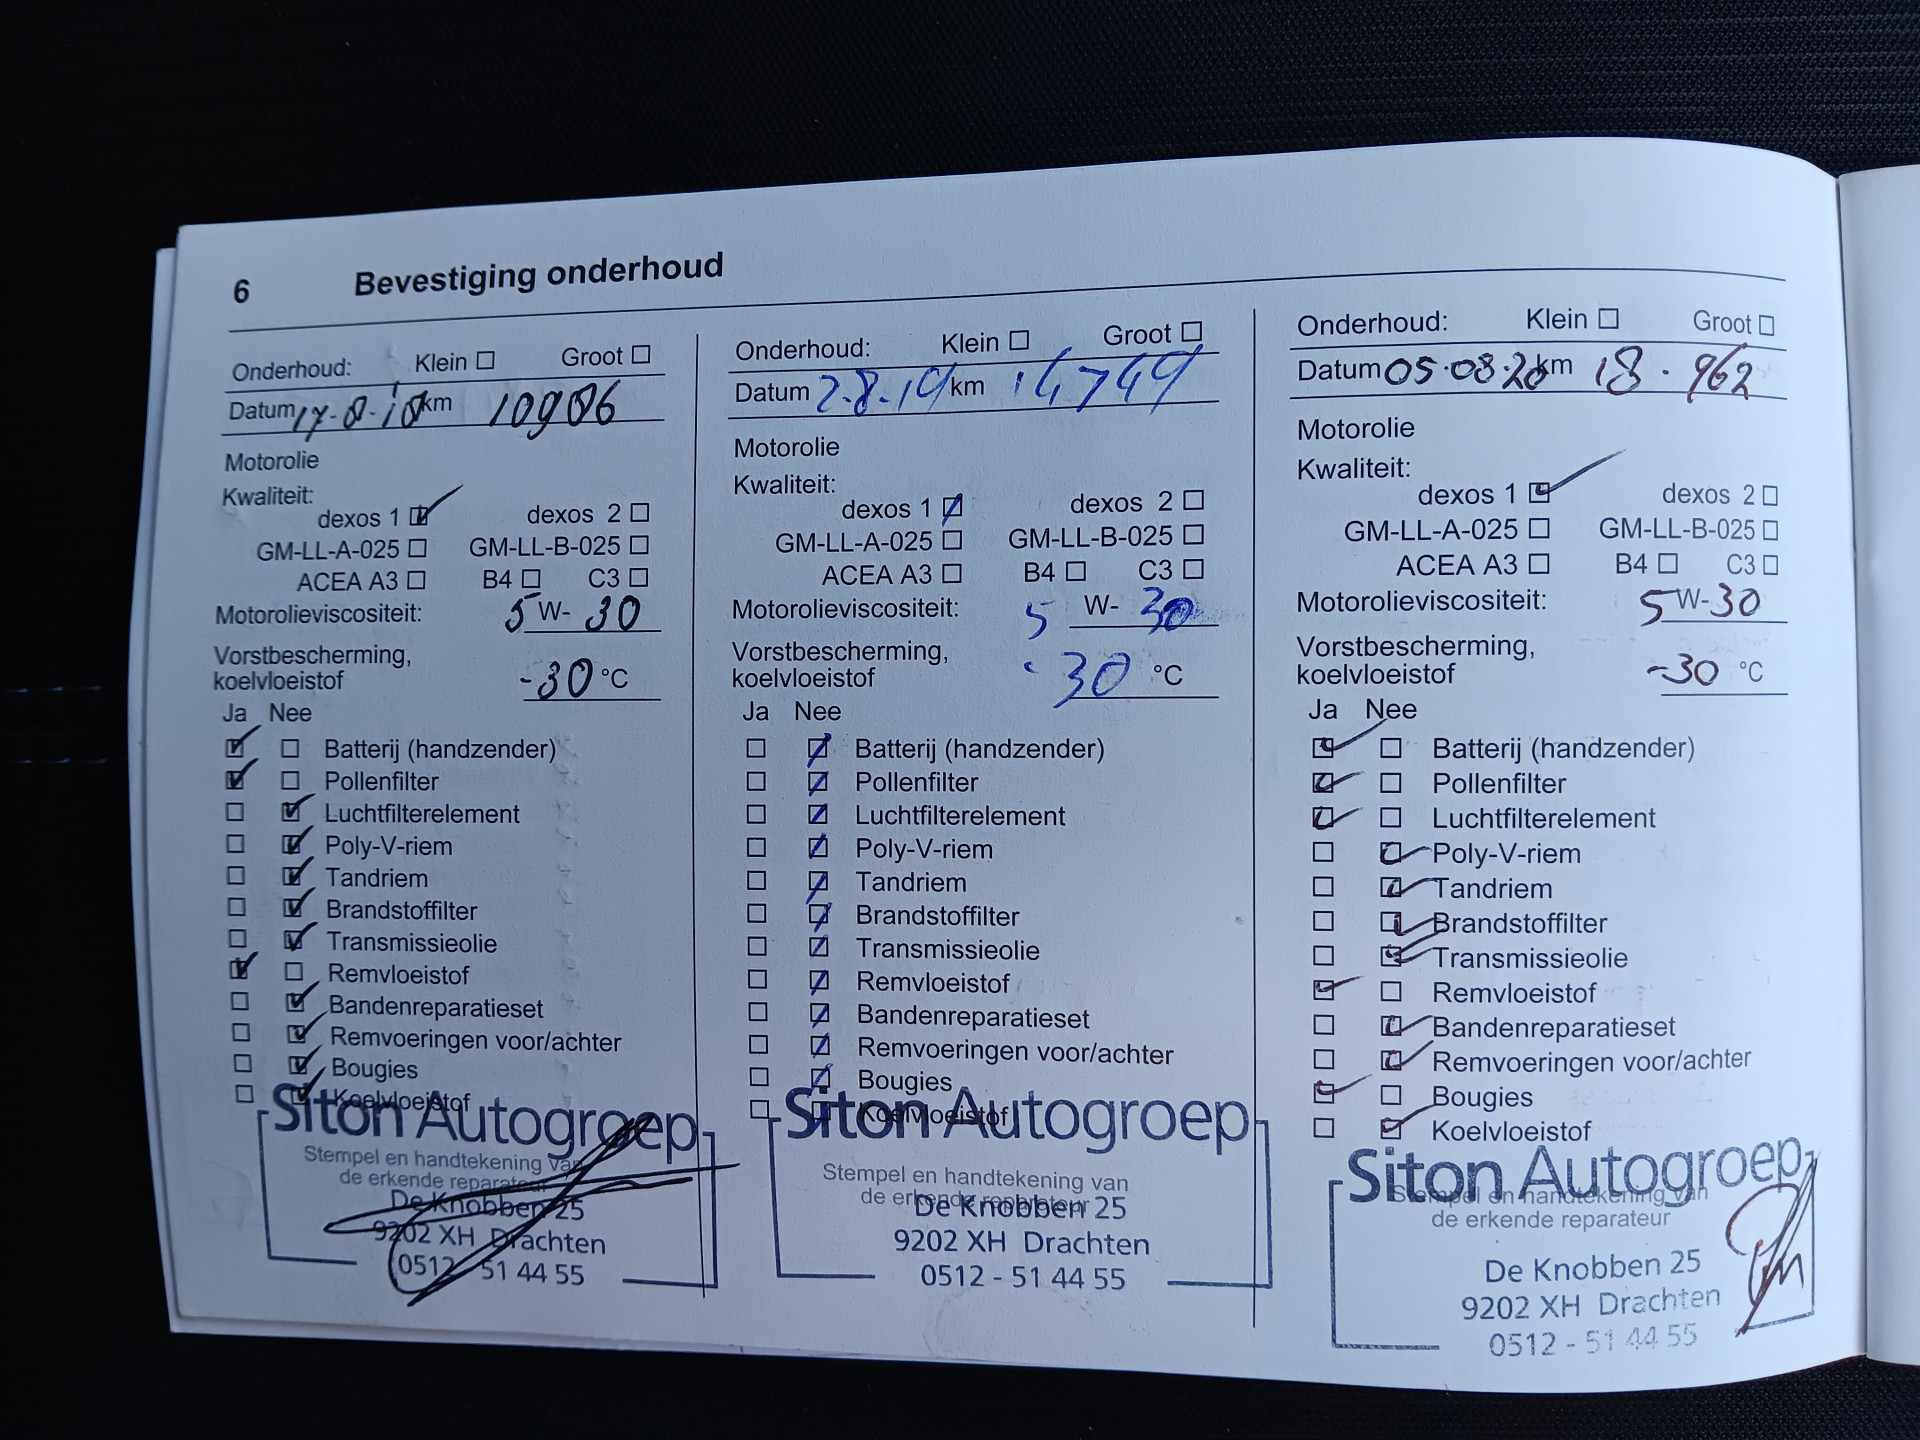 6 Bevestiging onderhoud
Onderhoud: Klein ☐ Groot ☐
Datum 17-8-18 km 10986
Motorolie
Kwaliteit:
dexos 1 ☑ dexos 2 ☐
GM-LL-A-025 ☐ GM-LL-B-025 ☐
ACEA A3 ☐ B4 ☐ C3 ☐
Motorolieviscositeit: 5 W- 30
Vorstbescherming,
koelvloeistof -30 °C
Ja Nee
☑ ☐ Batterij (handzender)
☑ ☐ Pollenfilter
☐ ☑ Luchtfilterelement
☐ ☑ Poly-V-riem
☐ ☑ Tandriem
☐ ☑ Brandstoffilter
☐ ☑ Transmissieolie
☑ ☐ Remvloeistof
☐ ☑ Bandenreparatieset
☐ ☑ Remvoeringen voor/achter
☐ ☑ Bougies
☐ ☑ Koelvloeistof
Siton Autogroep
Stempel en handtekening van
de erkende reparateur
De Knobben 25
9202 XH Drachten
0512 - 51 44 55
Onderhoud: Klein ☐ Groot ☐
Datum 2-8-19 km 14749
Motorolie
Kwaliteit:
dexos 1 ☑ dexos 2 ☐
GM-LL-A-025 ☐ GM-LL-B-025 ☐
ACEA A3 ☐ B4 ☐ C3 ☐
Motorolieviscositeit: 5 W- 30
Vorstbescherming,
koelvloeistof -30 °C
Ja Nee
☐ ☑ Batterij (handzender)
☐ ☑ Pollenfilter
☐ ☑ Luchtfilterelement
☐ ☑ Poly-V-riem
☐ ☑ Tandriem
☐ ☑ Brandstoffilter
☐ ☑ Transmissieolie
☐ ☑ Remvloeistof
☐ ☑ Bandenreparatieset
☐ ☑ Remvoeringen voor/achter
☐ ☑ Bougies
☐ ☑ Koelvloeistof
Siton Autogroep
Stempel en handtekening van
de erkende reparateur
De Knobben 25
9202 XH Drachten
0512 - 51 44 55
Onderhoud: Klein ☐ Groot ☐
Datum 05-08-20 km 18.962
Motorolie
Kwaliteit:
dexos 1 ☑ dexos 2 ☐
GM-LL-A-025 ☐ GM-LL-B-025 ☐
ACEA A3 ☐ B4 ☐ C3 ☐
Motorolieviscositeit: 5 W-30
Vorstbescherming,
koelvloeistof -30 °C
Ja Nee
☑ ☐ Batterij (handzender)
☑ ☐ Pollenfilter
☑ ☐ Luchtfilterelement
☐ ☑ Poly-V-riem
☐ ☑ Tandriem
☐ ☑ Brandstoffilter
☐ ☑ Transmissieolie
☑ ☐ Remvloeistof
☐ ☑ Bandenreparatieset
☐ ☑ Remvoeringen voor/achter
☑ ☐ Bougies
☐ ☑ Koelvloeistof
Siton Autogroep
Stempel en handtekening van
de erkende reparateur
De Knobben 25
9202 XH Drachten
0512 - 51 44 55